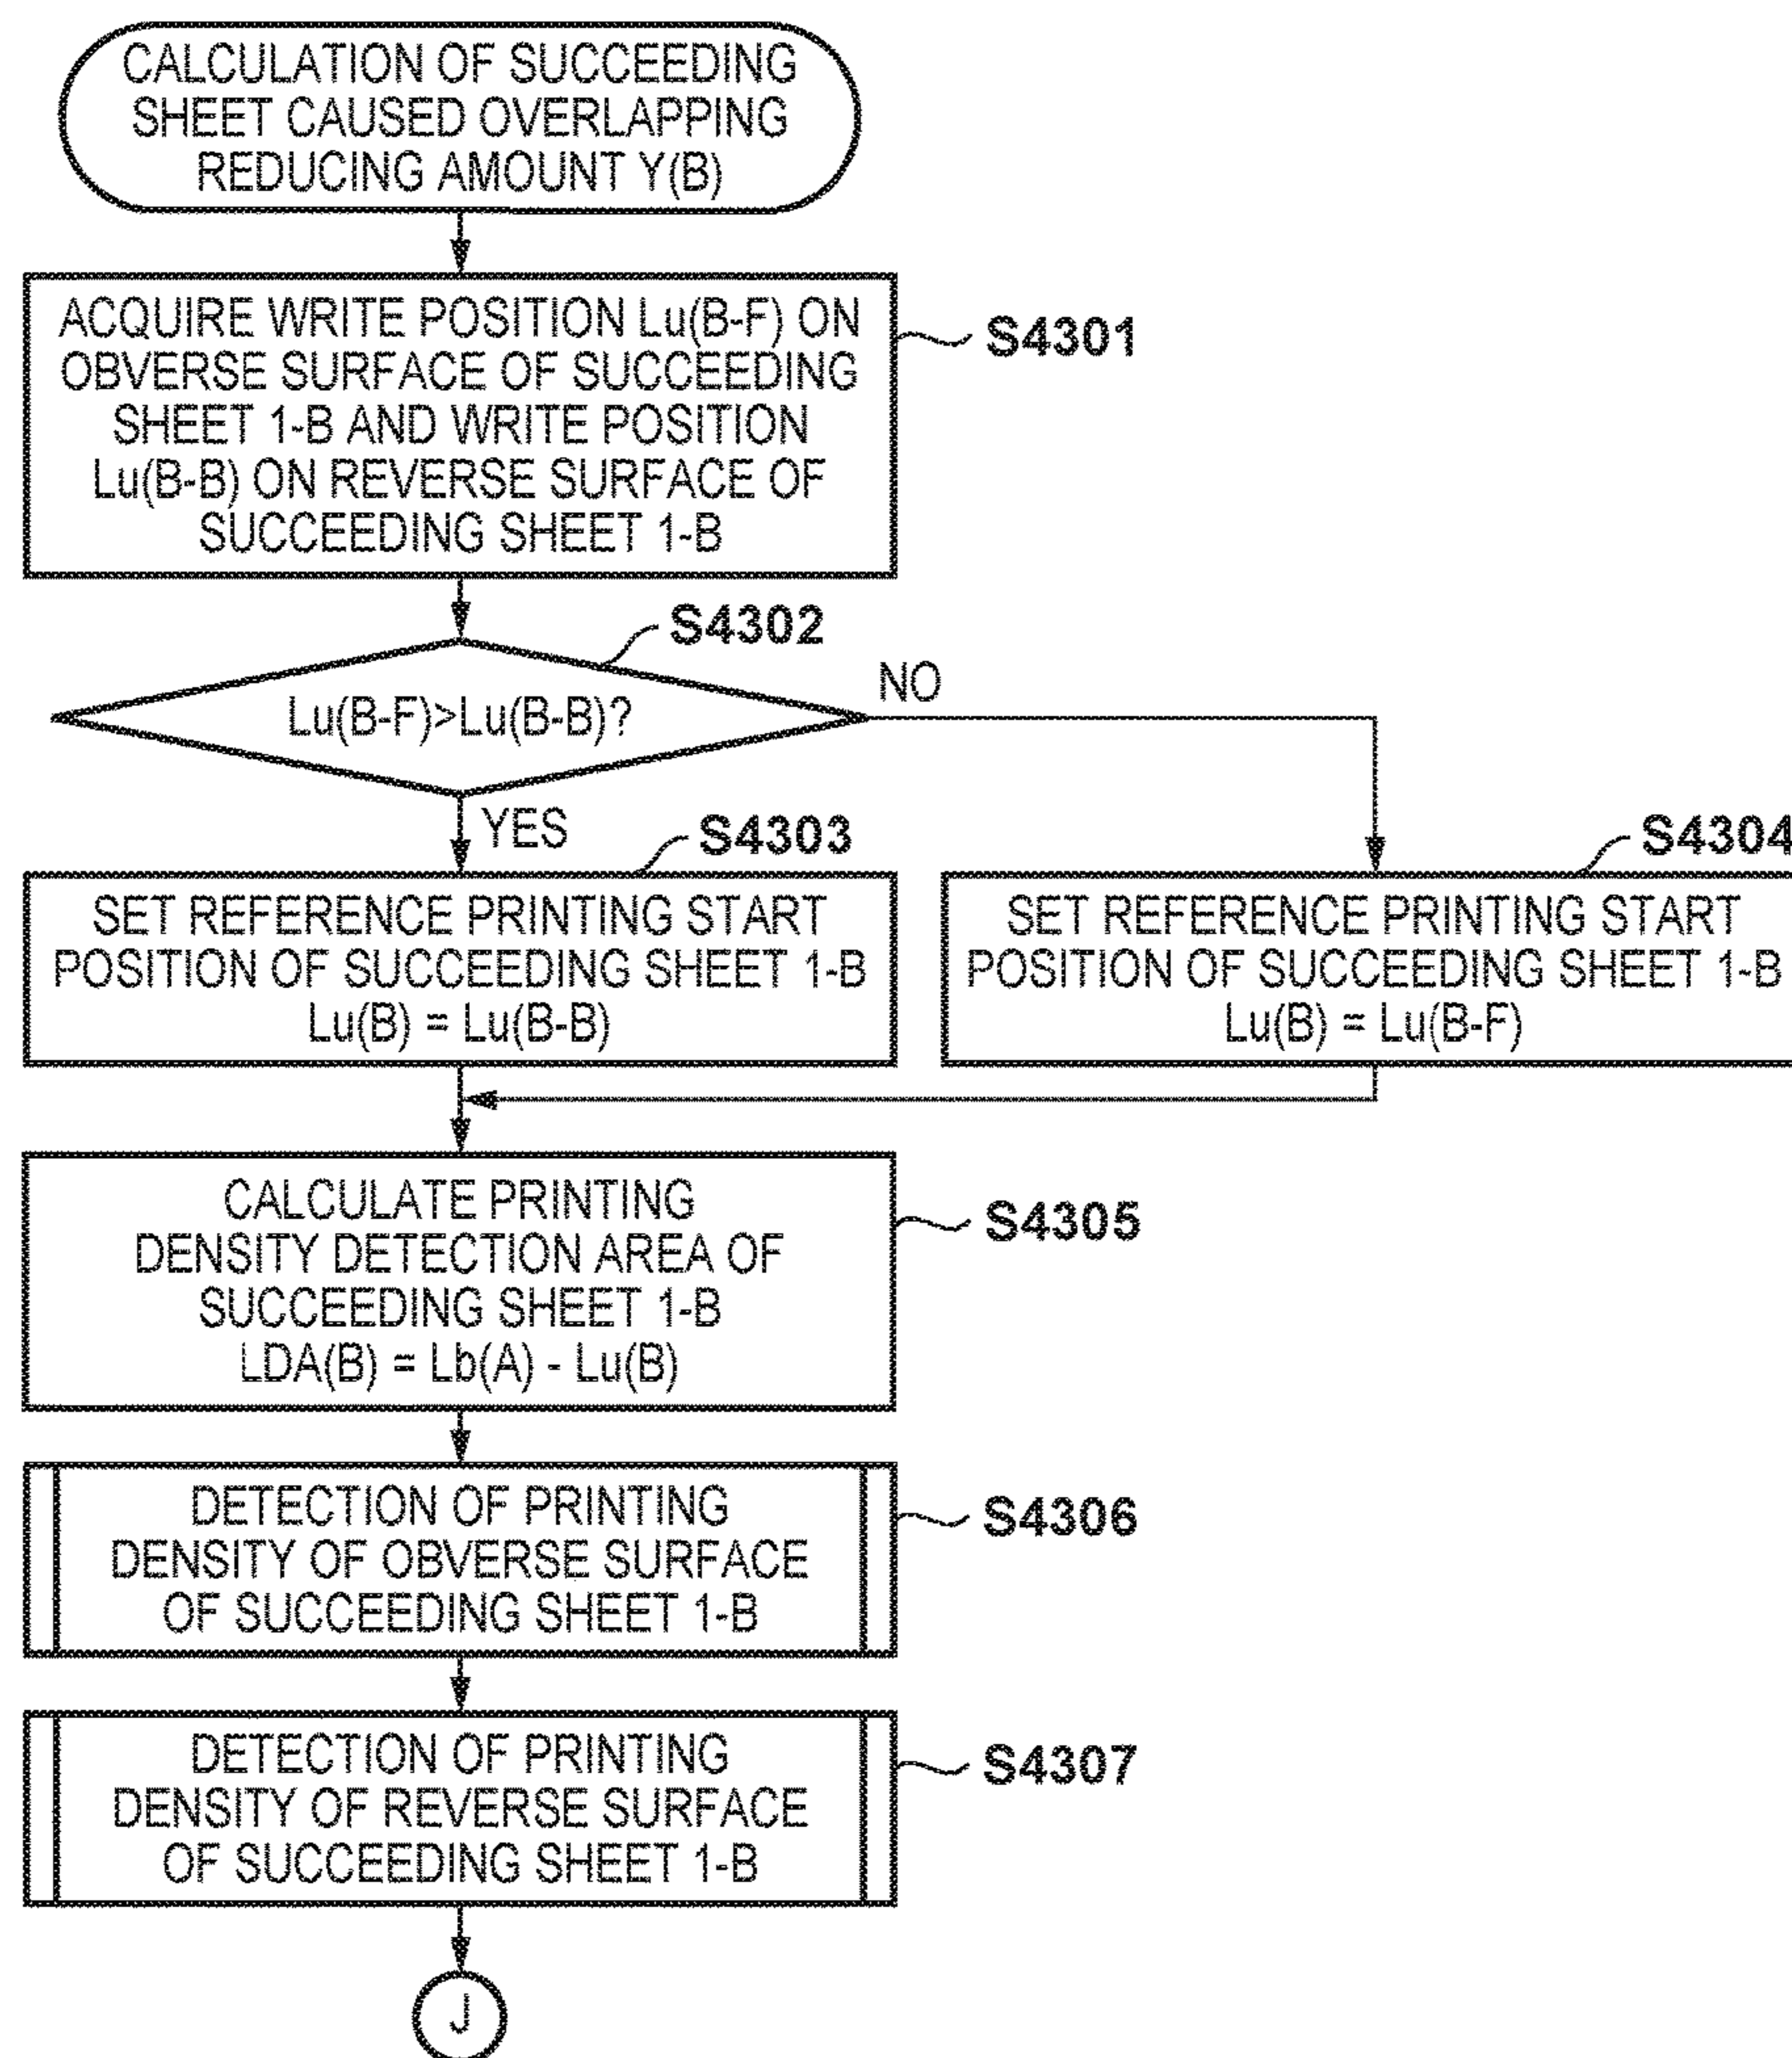 CALCULATION OF SUCCEEDING
SHEET CAUSED OVERLAPPING
REDUCING AMOUNT Y(B)
ACQUIRE WRITE POSITION Lu(B-F) ON
OBVERSE SURFACE OF SUCCEEDING
SHEET 1-B AND WRITE POSITION
Lu(B-B) ON REVERSE SURFACE OF
SUCCEEDING SHEET 1-B
S4301
S4302
Lu(B-F)>Lu(B-B)?
NO
YES
S4303
SET REFERENCE PRINTING START
POSITION OF SUCCEEDING SHEET 1-B
Lu(B) = Lu(B-B)
S4304
SET REFERENCE PRINTING START
POSITION OF SUCCEEDING SHEET 1-B
Lu(B) = Lu(B-F)
CALCULATE PRINTING
DENSITY DETECTION AREA OF
SUCCEEDING SHEET 1-B
LDA(B) = Lb(A) - Lu(B)
S4305
DETECTION OF PRINTING
DENSITY OF OBVERSE SURFACE
OF SUCCEEDING SHEET 1-B
S4306
DETECTION OF PRINTING
DENSITY OF REVERSE SURFACE
OF SUCCEEDING SHEET 1-B
S4307
J